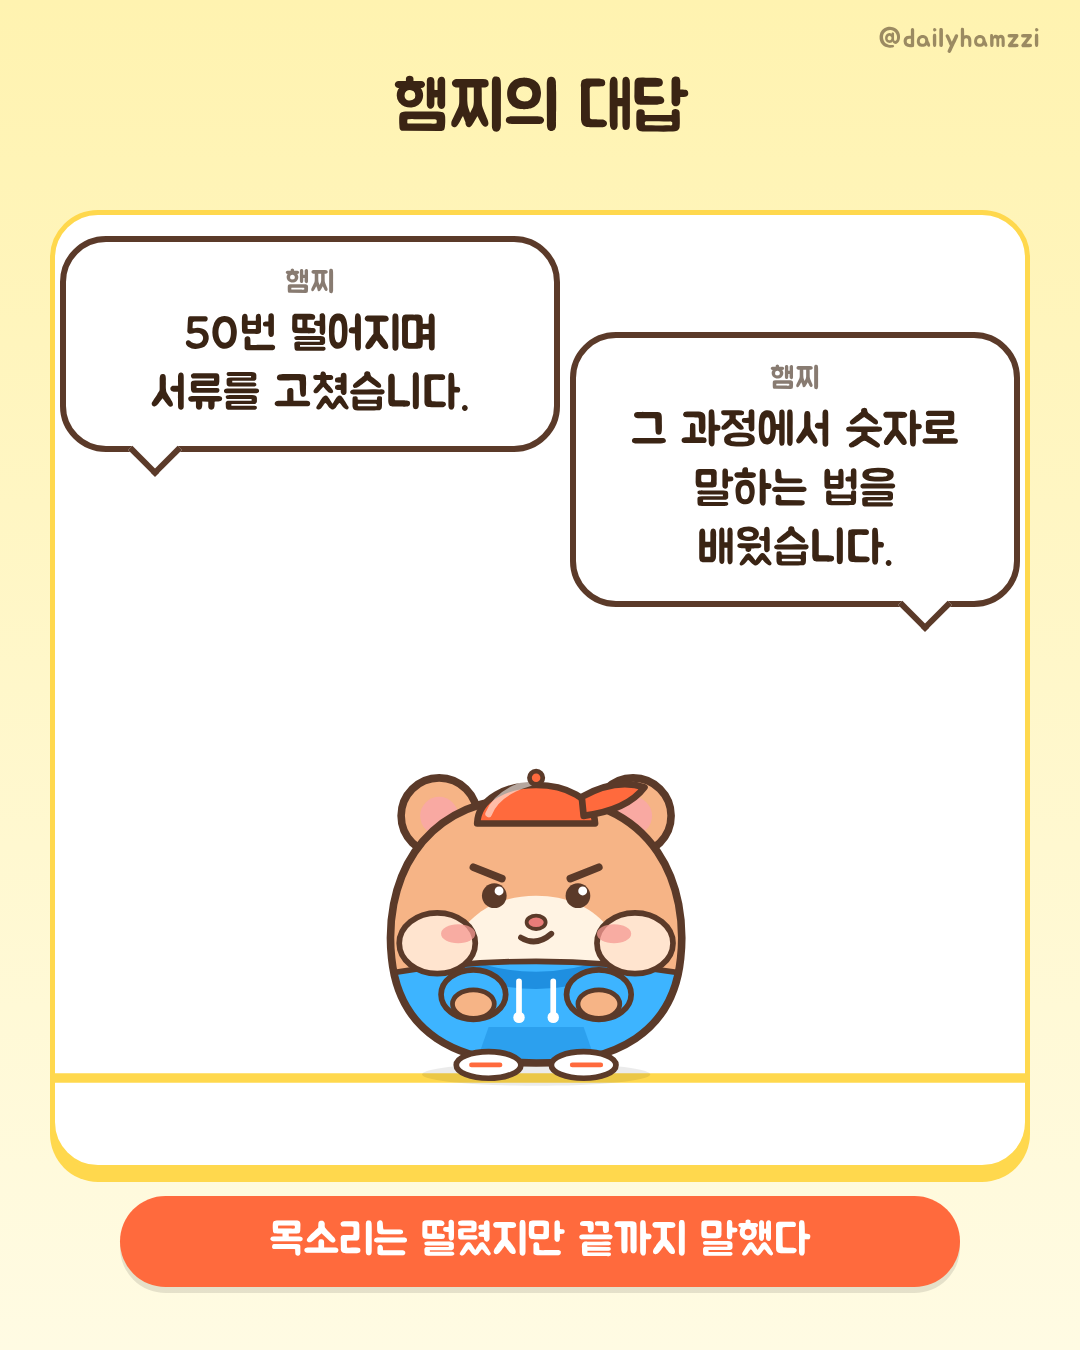 @dailyhamzzi
햄찌의 대답
햄찌
50번 떨어지며
서류를 고쳤습니다.
햄찌
그 과정에서 숫자로
말하는 법을
배웠습니다.
목소리는 떨렸지만 끝까지 말했다